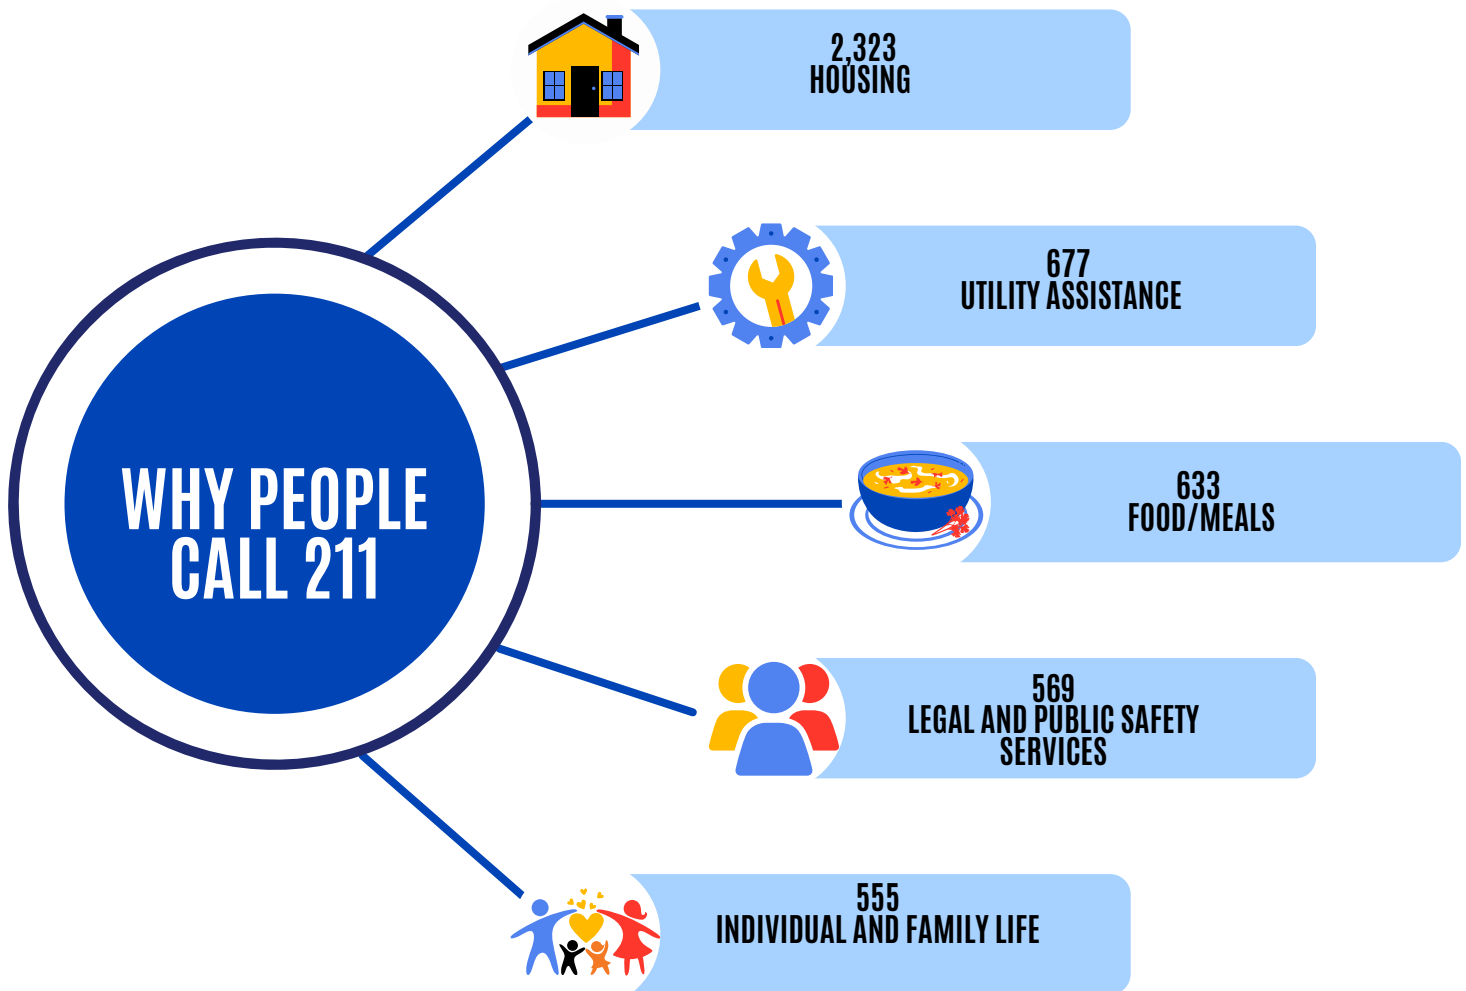 WHY PEOPLE
CALL 211
2,323
HOUSING
677
UTILITY ASSISTANCE
633
FOOD/MEALS
569
LEGAL AND PUBLIC SAFETY
SERVICES
555
INDIVIDUAL AND FAMILY LIFE